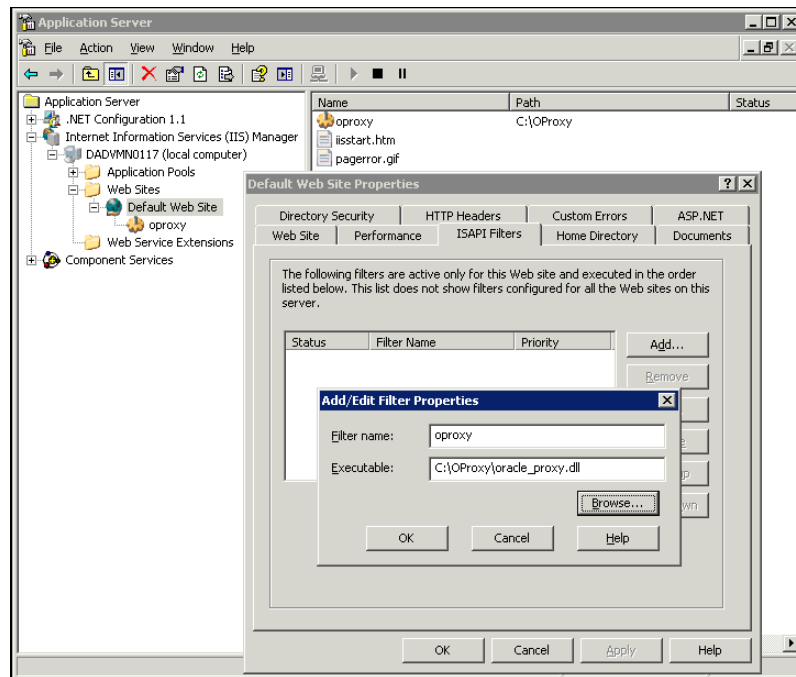 Application Server
File Action View Window Help
Application Server
.NET Configuration 1.1
Internet Information Services (IIS) Manager
DADVMN0117 (local computer)
Application Pools
Web Sites
Default Web Site
oproxy
Web Service Extensions
Component Services
Name Path Status
oproxy C:\OProxy
iisstart.htm
pagerror.gif
Default Web Site Properties
Directory Security HTTP Headers Custom Errors ASP.NET
Web Site Performance ISAPI Filters Home Directory Documents
The following filters are active only for this Web site and executed in the order
listed below. This list does not show filters configured for all the Web sites on this
server.
Status Filter Name Priority
Add...
Remove
Add/Edit Filter Properties
Filter name: oproxy
Executable: C:\OProxy\oracle_proxy.dll
Browse...
OK Cancel Help
OK Cancel Apply Help